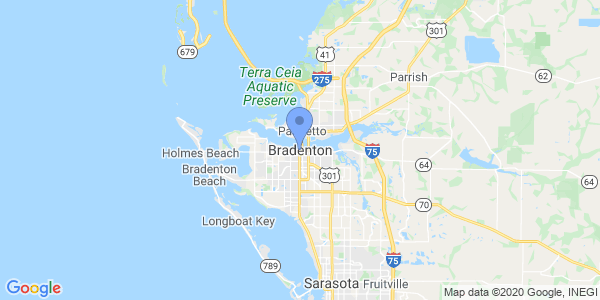 679
41
301
Terra Ceia
Aquatic
Preserve
275
Parrish
62
Palmetto
Holmes Beach
Bradenton
75
64
64
Bradenton
Beach
301
70
Longboat Key
789
75
Sarasota
Fruitville
Google
Map data ©2020 Google, INEGI